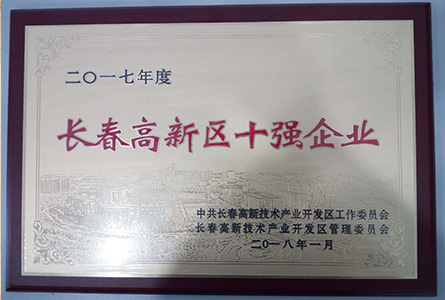 二〇一七年度
长春高新区十强企业
中共长春高新技术产业开发区工作委员会
长春高新技术产业开发区管理委员会
二〇一八年一月